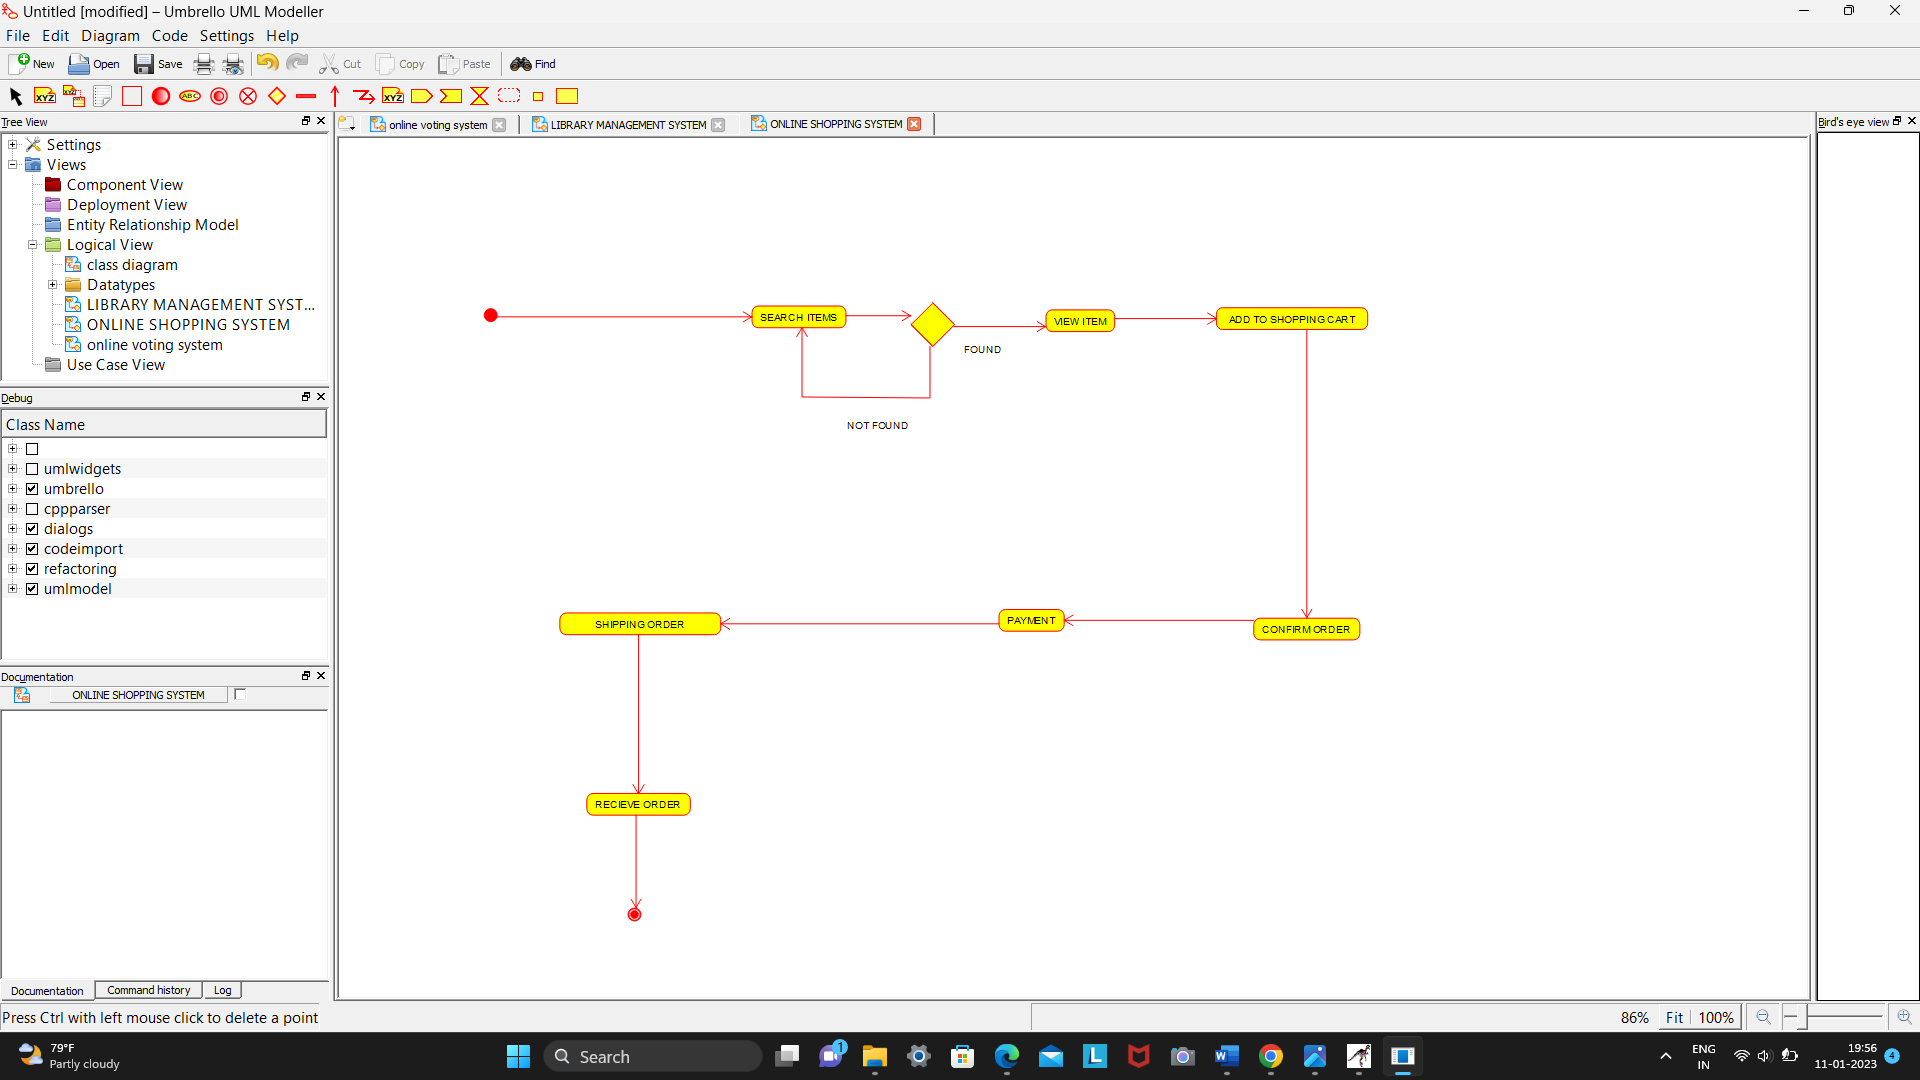 Untitled [modified] – Umbrello UML Modeller
File Edit Diagram Code Settings Help
New Open Save Cut Copy Paste Find
XYZ XYZ ABC XYZ
Tree View
online voting system LIBRARY MANAGEMENT SYSTEM ONLINE SHOPPING SYSTEM
Bird's eye view
Settings
Views
Component View
Deployment View
Entity Relationship Model
Logical View
class diagram
Datatypes
LIBRARY MANAGEMENT SYST...
ONLINE SHOPPING SYSTEM
online voting system
Use Case View
Debug
Class Name
umlwidgets
umbrello
cppparser
dialogs
codeimport
refactoring
umlmodel
Documentation
ONLINE SHOPPING SYSTEM
Documentation Command history Log
SEARCH ITEMS
VIEW ITEM
ADD TO SHOPPING CART
FOUND
NOT FOUND
SHIPPING ORDER
PAYMENT
CONFIRM ORDER
RECIEVE ORDER
Press Ctrl with left mouse click to delete a point
86% Fit 100%
79°F
Partly cloudy
Search
1
L
W
ENG
IN
19:56
11-01-2023
4